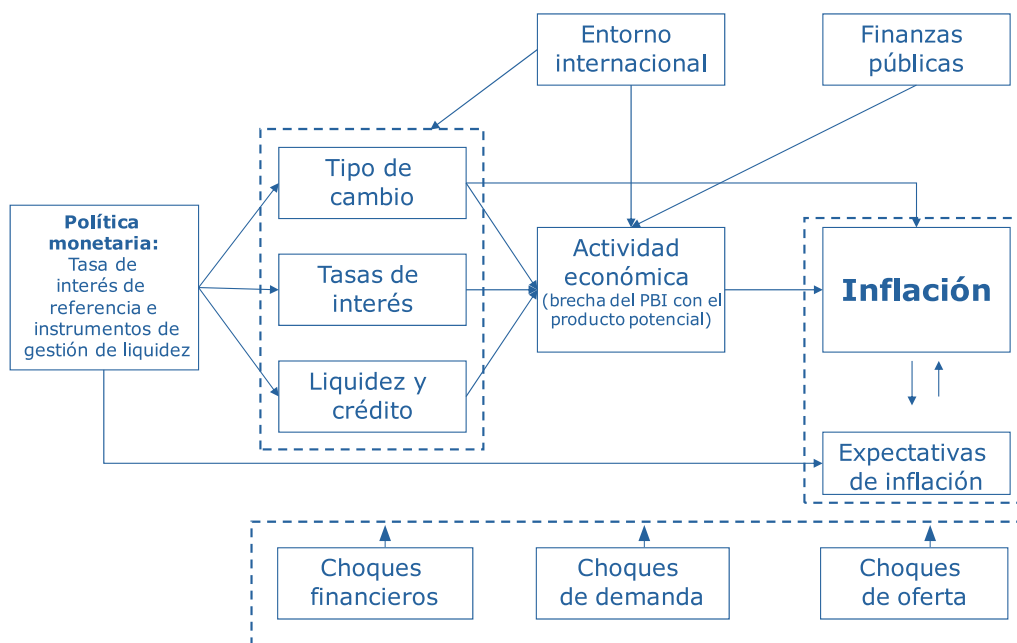 Entorno
internacional
Finanzas
públicas
Tipo de
cambio
Política
monetaria:
Tasa de
interés de
referencia e
instrumentos de
gestión de liquidez
Tasas de
interés
Liquidez y
crédito
Actividad
económica
(brecha del PBI con el
producto potencial)
Inflación
Expectativas
de inflación
Choques
financieros
Choques
de demanda
Choques
de oferta